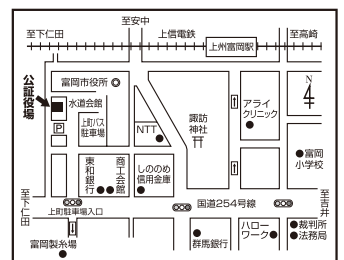 至安中
至下仁田
上信電鉄
至高崎
上州富岡駅
公証役場
富岡市役所
水道会館
P
上町バス
駐車場
NTT
諏訪
神社
アライ
クリニック
N
4
東和銀行
商工会館
しののめ
信用金庫
富岡
小学校
至下仁田
上町駐車場入口
国道254号線
至吉井
富岡製糸場
群馬銀行
ハロー
ワーク
裁判所
法務局